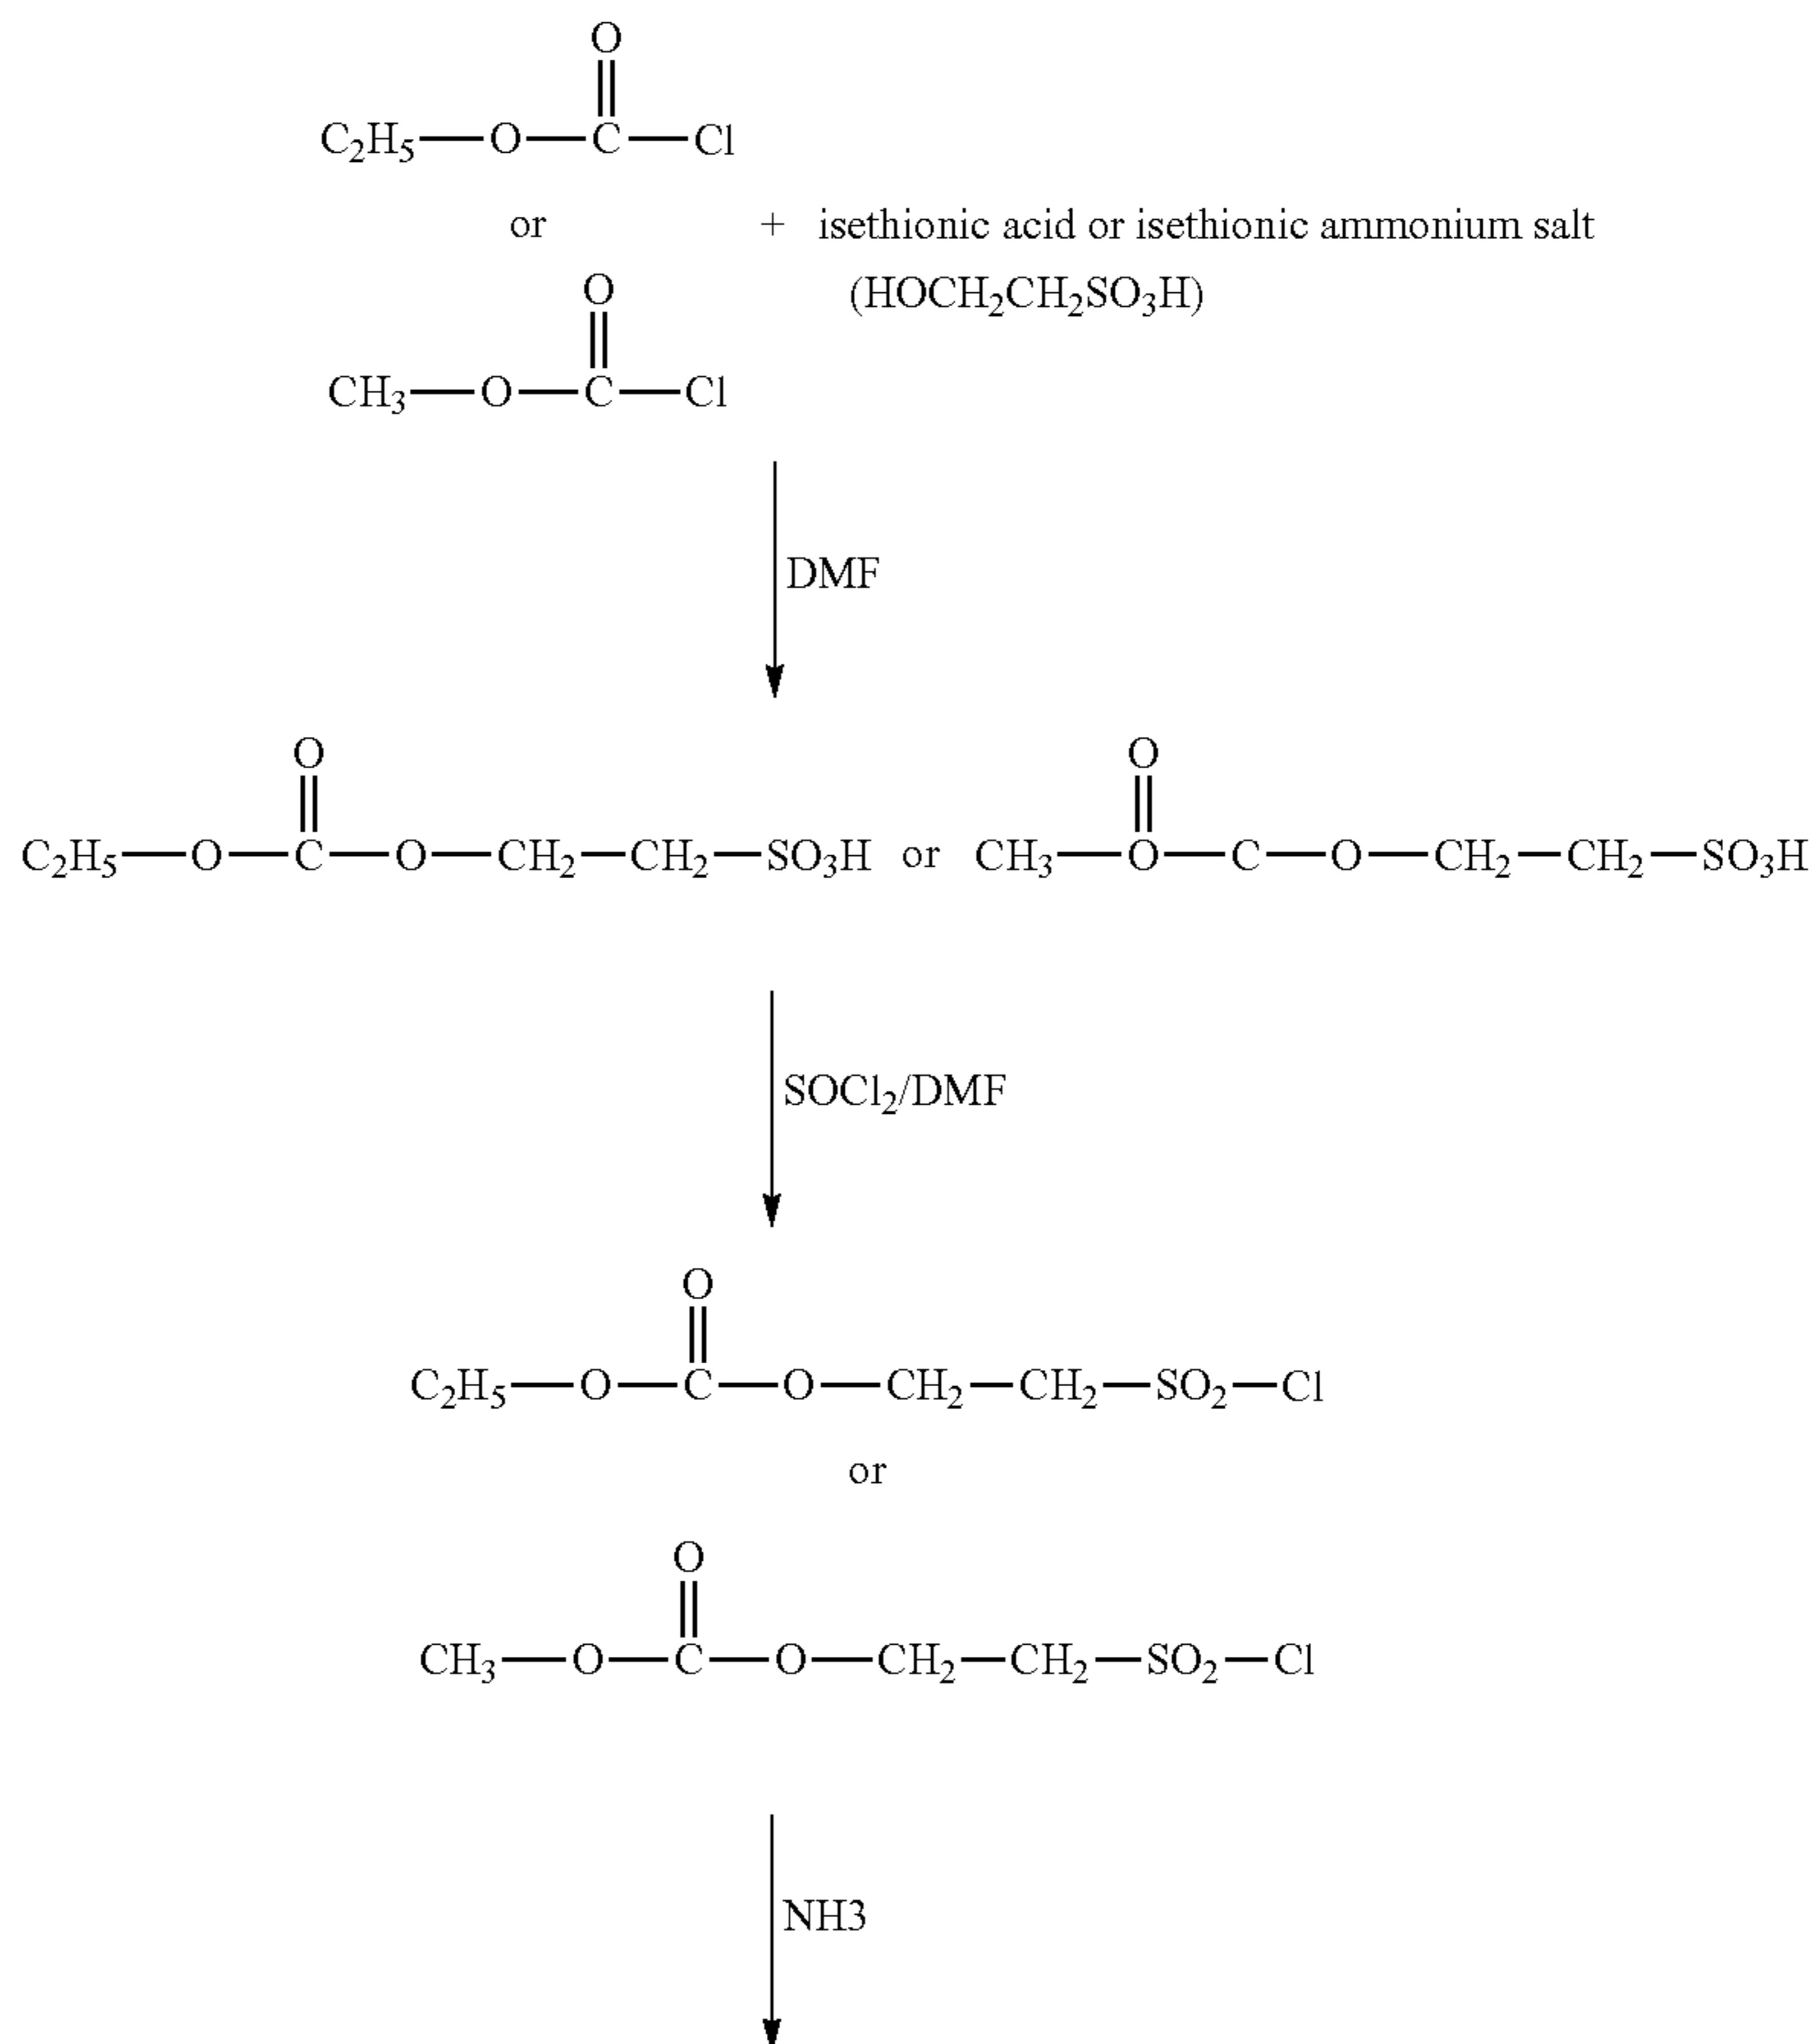 O
C₂H₅—O—C—Cl
or + isethionic acid or isethionic ammonium salt
(HOCH₂CH₂SO₃H)
O
CH₃—O—C—Cl
DMF
O O
C₂H₅—O—C—O—CH₂—CH₂—SO₃H or CH₃—O—C—O—CH₂—CH₂—SO₃H
SOCl₂/DMF
O
C₂H₅—O—C—O—CH₂—CH₂—SO₂—Cl
or
O
CH₃—O—C—O—CH₂—CH₂—SO₂—Cl
NH3